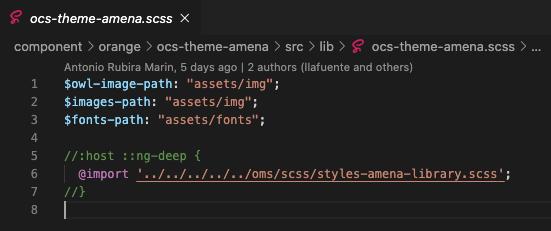 ocs-theme-amena.scss ×
component > orange > ocs-theme-amena > src > lib > ocs-theme-amena.scss > ...
Antonio Rubira Marin, 5 days ago | 2 authors (llafuente and others)
1 $owl-image-path: "assets/img";
2 $images-path: "assets/img";
3 $fonts-path: "assets/fonts";
4
5 //:host ::ng-deep {
6 @import '../../../../../oms/scss/styles-amena-library.scss';
7 //}
8